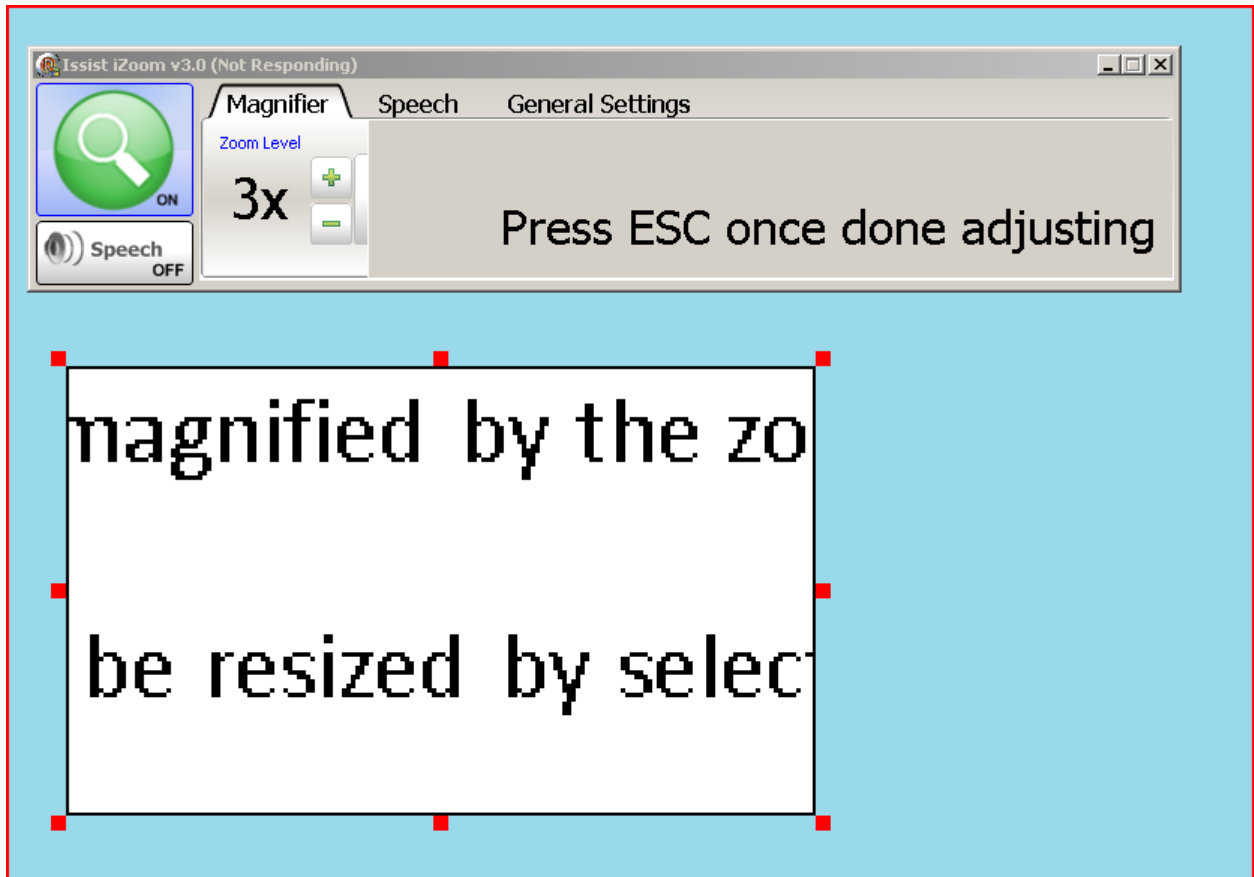 Issist iZoom v3.0 (Not Responding)
Magnifier Speech General Settings
Zoom Level
ON
3x
Press ESC once done adjusting
Speech
OFF
magnified by the zo
be resized by select